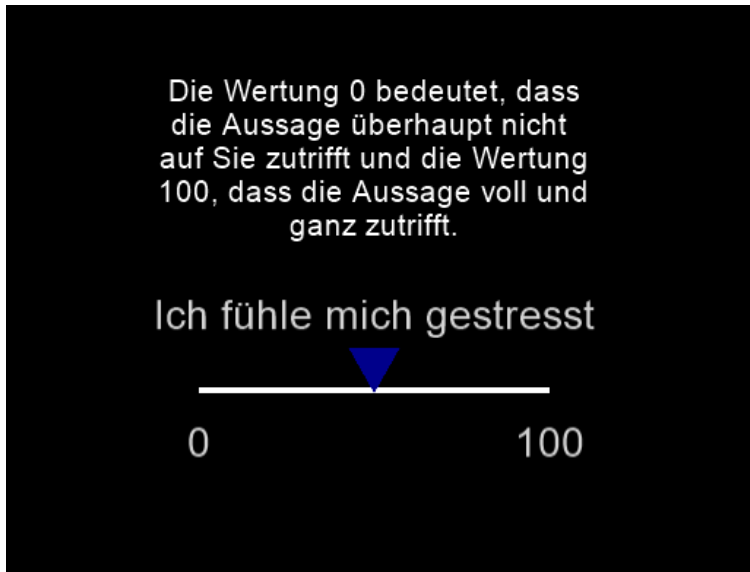 Die Wertung 0 bedeutet, dass
die Aussage überhaupt nicht
auf Sie zutrifft und die Wertung
100, dass die Aussage voll und
ganz zutrifft.
Ich fühle mich gestresst
0 100